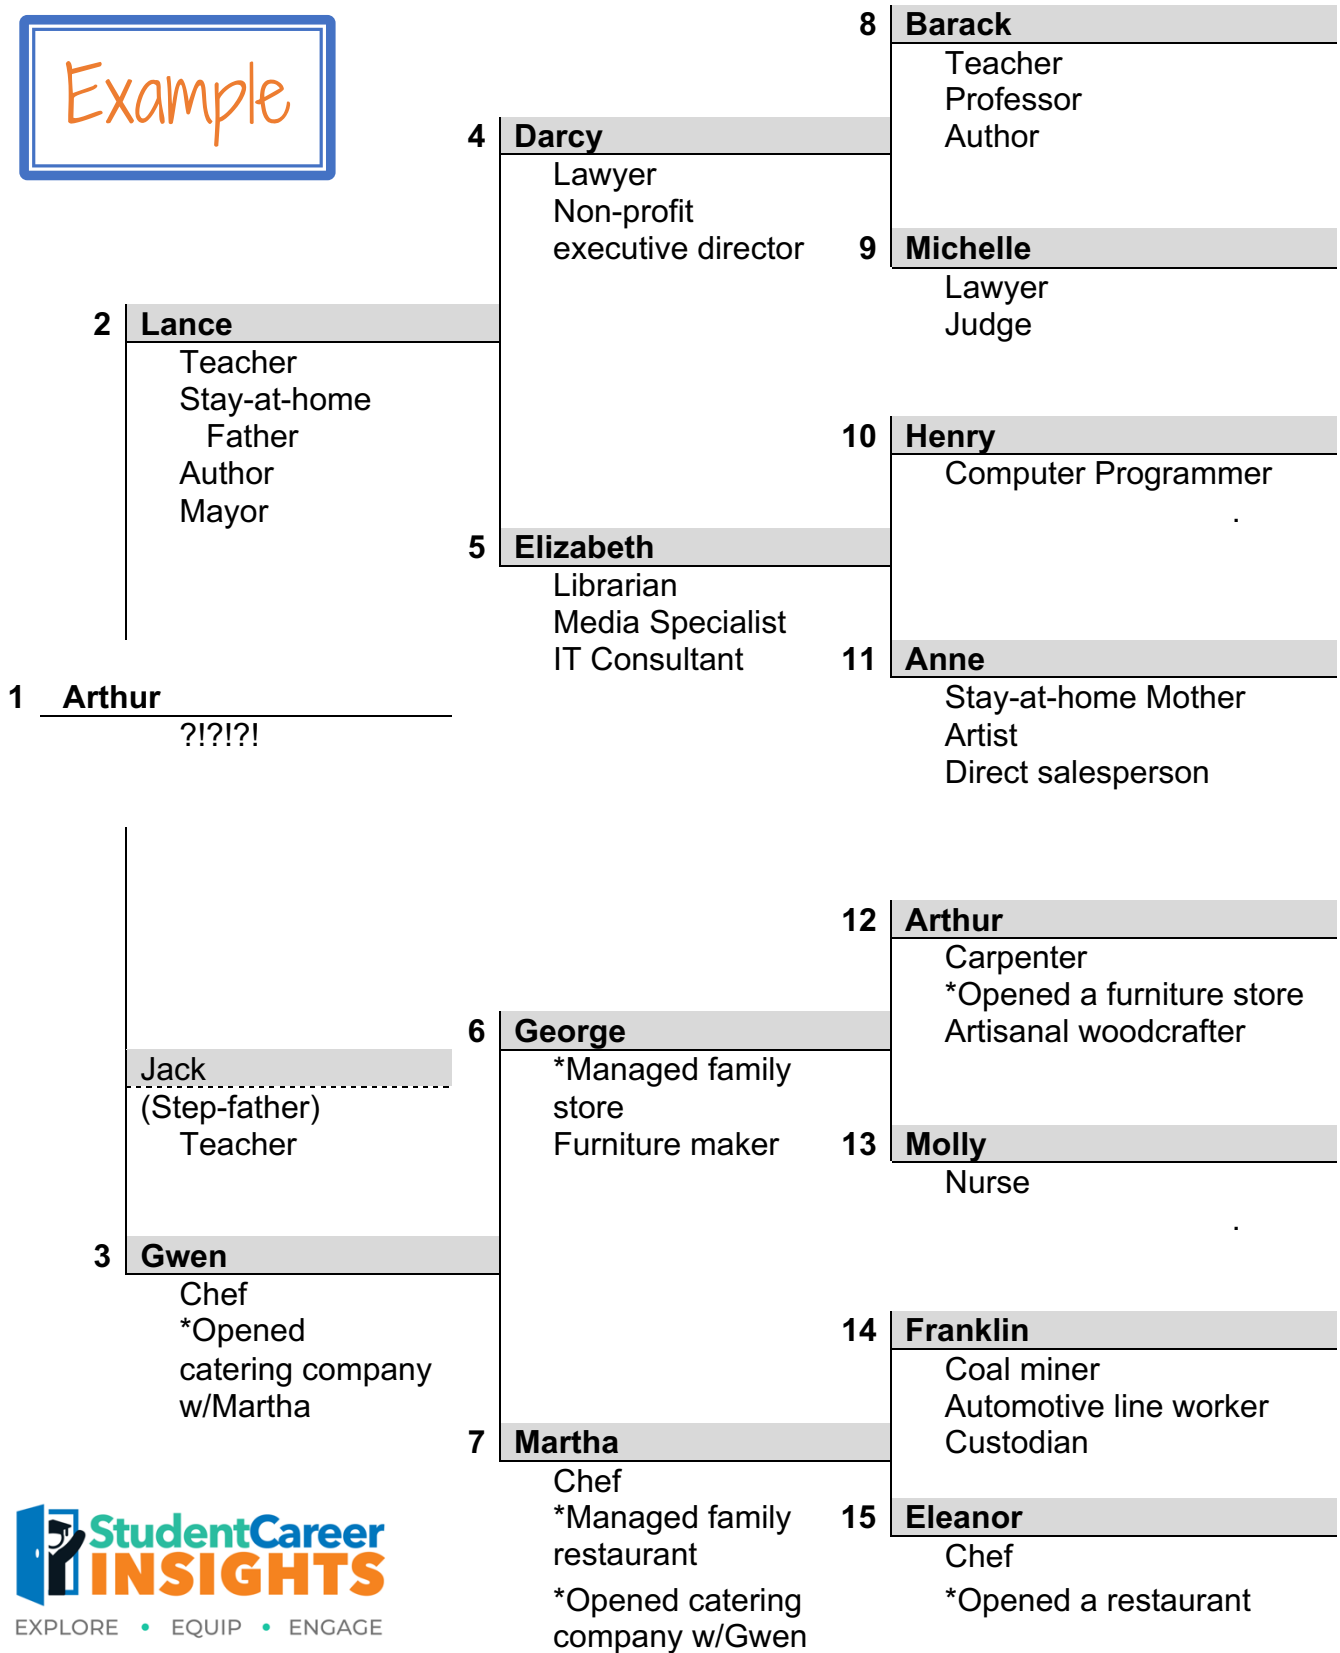 Example
8 Barack
Teacher
Professor
Author
4 Darcy
Lawyer
Non-profit
executive director
9 Michelle
Lawyer
Judge
2 Lance
Teacher
Stay-at-home
Father
Author
Mayor
10 Henry
Computer Programmer
.
5 Elizabeth
Librarian
Media Specialist
IT Consultant
11 Anne
Stay-at-home Mother
Artist
Direct salesperson
1 Arthur
?!?!?!
12 Arthur
Carpenter
*Opened a furniture store
Artisanal woodcrafter
6 George
*Managed family
store
Furniture maker
Jack
(Step-father)
Teacher
13 Molly
Nurse
.
3 Gwen
Chef
*Opened
catering company
w/Martha
14 Franklin
Coal miner
Automotive line worker
Custodian
7 Martha
Chef
*Managed family
restaurant
*Opened catering
company w/Gwen
15 Eleanor
Chef
*Opened a restaurant
StudentCareer
INSIGHTS
EXPLORE • EQUIP • ENGAGE